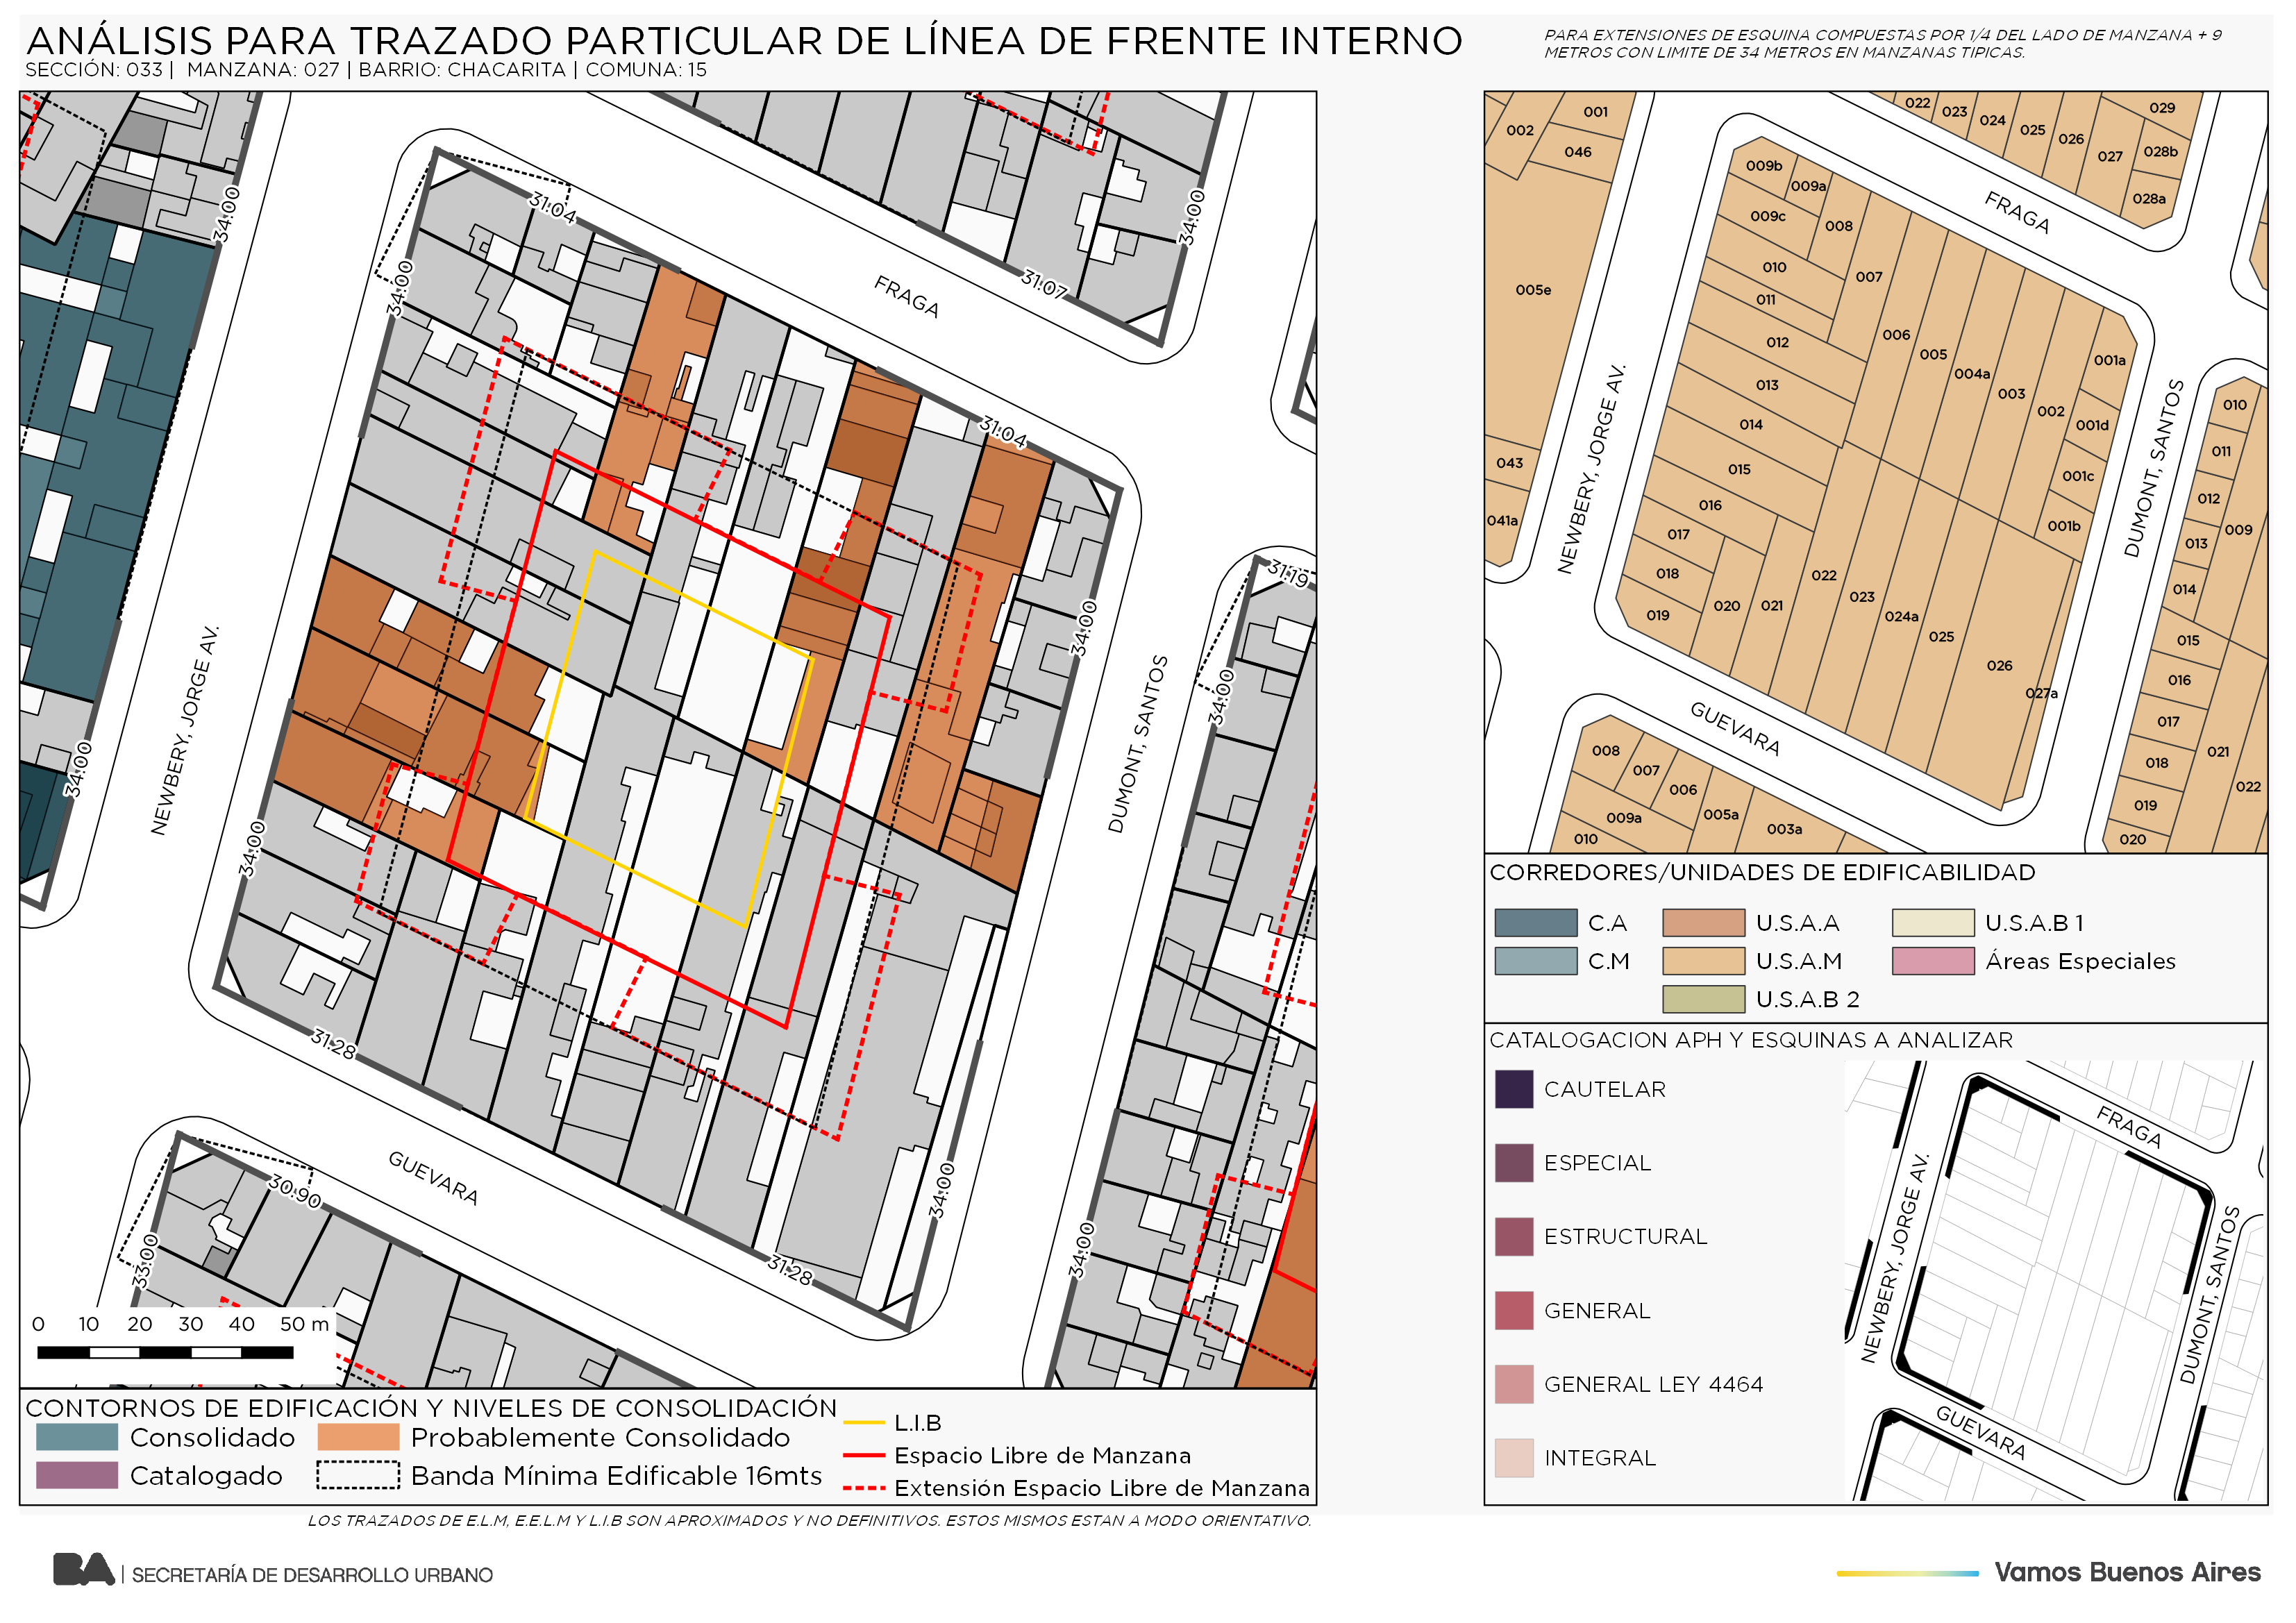 ANÁLISIS PARA TRAZADO PARTICULAR DE LÍNEA DE FRENTE INTERNO
SECCIÓN: 033 | MANZANA: 027 | BARRIO: CHACARITA | COMUNA: 15
PARA EXTENSIONES DE ESQUINA COMPUESTAS POR 1/4 DEL LADO DE MANZANA + 9
METROS CON LIMITE DE 34 METROS EN MANZANAS TIPICAS.
34:00
31.04
34:00
34:00
31.07
FRAGA
31.04
34:00
31.19
34:00
NEWBERY, JORGE AV.
DUMONT, SANTOS
34:00
34:00
31.28
GUEVARA
34:00
31.28
30.90
33:00
34:00
0 10 20 30 40 50 m
CONTORNOS DE EDIFICACIÓN Y NIVELES DE CONSOLIDACIÓN
Consolidado
Probablemente Consolidado
Catalogado
Banda Mínima Edificable 16mts
L.I.B
Espacio Libre de Manzana
Extensión Espacio Libre de Manzana
LOS TRAZADOS DE E.L.M, E.E.L.M Y L.I.B SON APROXIMADOS Y NO DEFINITIVOS. ESTOS MISMOS ESTAN A MODO ORIENTATIVO.
002
001
046
005e
043
041a
022
023
024
025
026
027
029
028b
028a
FRAGA
009b
009a
009c
008
010
007
011
012
006
005
004a
003
002
001a
001d
001c
001b
013
014
015
016
017
018
019
020
021
022
023
024a
025
026
027a
NEWBERY, JORGE AV.
DUMONT, SANTOS
GUEVARA
010
011
012
009
013
014
015
016
017
021
018
022
019
020
008
007
006
005a
003a
009a
010
CORREDORES/UNIDADES DE EDIFICABILIDAD
C.A
U.S.A.A
U.S.A.B 1
C.M
U.S.A.M
Áreas Especiales
U.S.A.B 2
CATALOGACION APH Y ESQUINAS A ANALIZAR
CAUTELAR
ESPECIAL
ESTRUCTURAL
GENERAL
GENERAL LEY 4464
INTEGRAL
FRAGA
NEWBERY, JORGE AV.
DUMONT, SANTOS
GUEVARA
BA | SECRETARÍA DE DESARROLLO URBANO
Vamos Buenos Aires